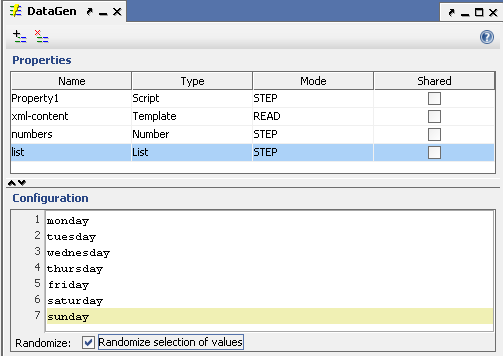 DataGen
Properties
Name Type Mode Shared
Property1 Script STEP
xml-content Template READ
numbers Number STEP
list List STEP
Configuration
1 monday
2 tuesday
3 wednesday
4 thursday
5 friday
6 saturday
7 sunday
Randomize: Randomize selection of values